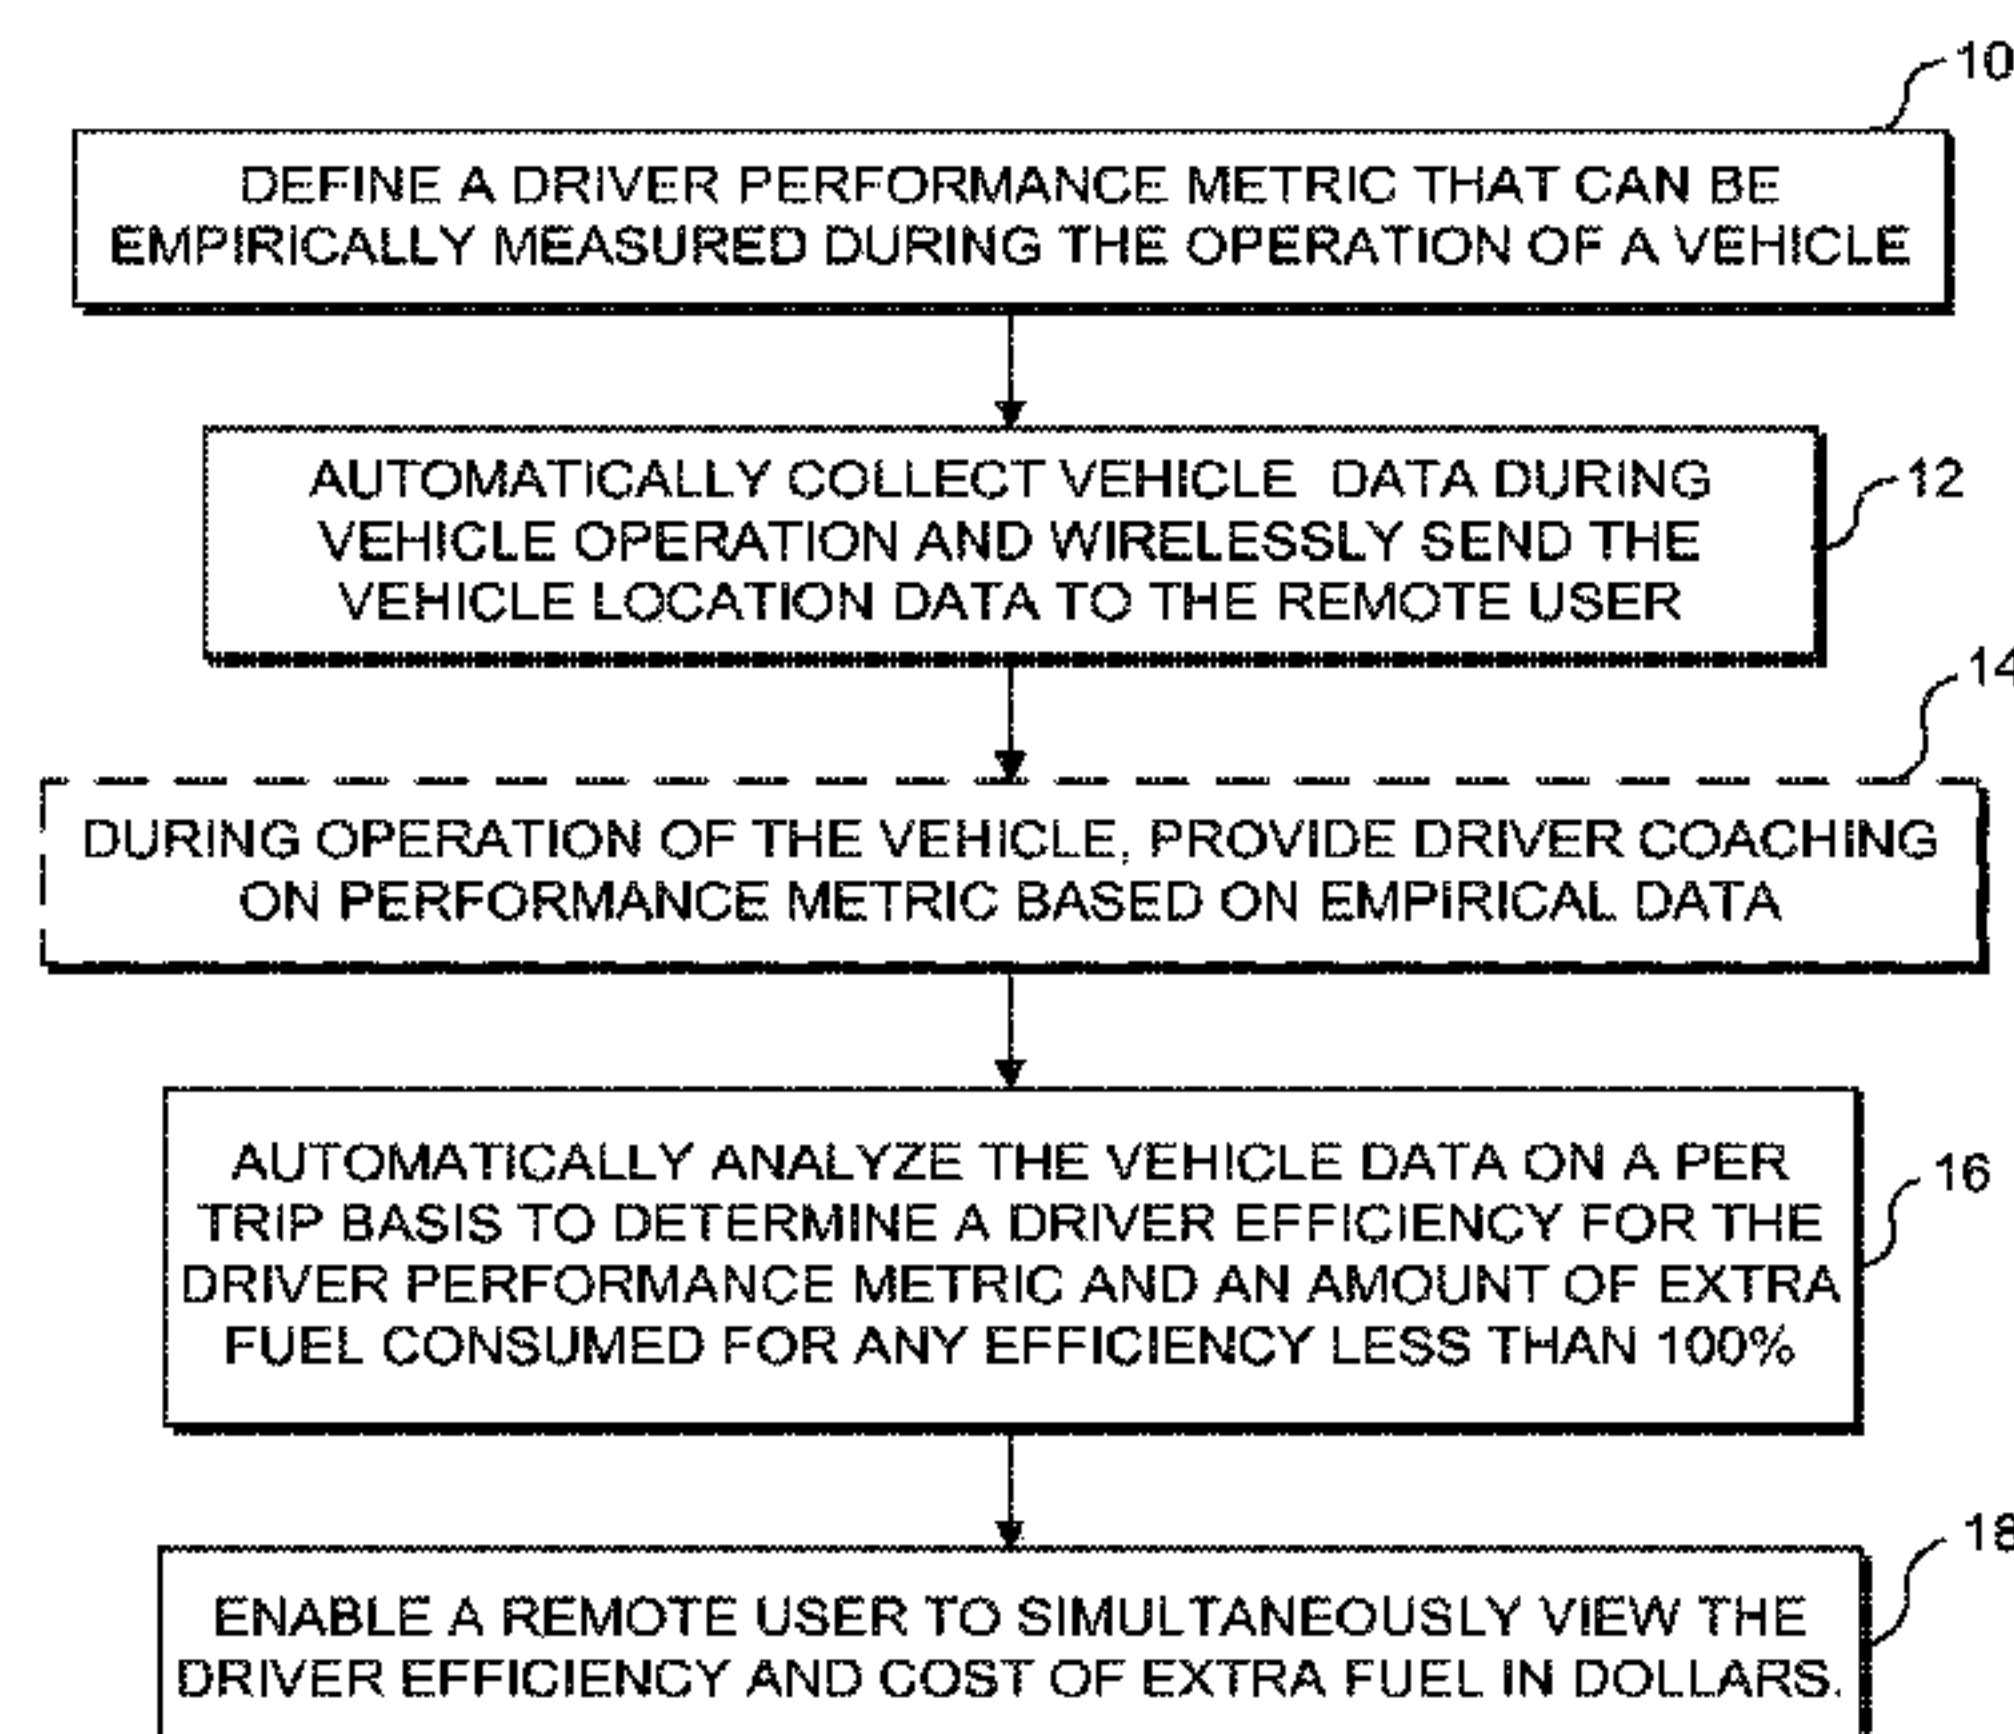 10
DEFINE A DRIVER PERFORMANCE METRIC THAT CAN BE
EMPIRICALLY MEASURED DURING THE OPERATION OF A VEHICLE
AUTOMATICALLY COLLECT VEHICLE DATA DURING
12
VEHICLE OPERATION AND WIRELESSLY SEND THE
VEHICLE LOCATION DATA TO THE REMOTE USER
14
DURING OPERATION OF THE VEHICLE, PROVIDE DRIVER COACHING
ON PERFORMANCE METRIC BASED ON EMPIRICAL DATA
AUTOMATICALLY ANALYZE THE VEHICLE DATA ON A PER
16
TRIP BASIS TO DETERMINE A DRIVER EFFICIENCY FOR THE
DRIVER PERFORMANCE METRIC AND AN AMOUNT OF EXTRA
FUEL CONSUMED FOR ANY EFFICIENCY LESS THAN 100%
18
ENABLE A REMOTE USER TO SIMULTANEOUSLY VIEW THE
DRIVER EFFICIENCY AND COST OF EXTRA FUEL IN DOLLARS.